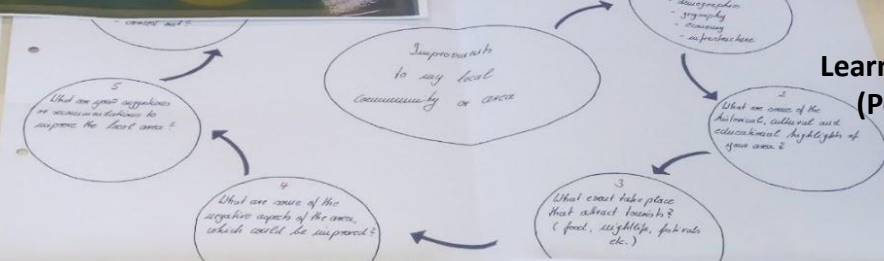 - demographic
- geography
- economy
- infrastructure
Improvements
to my local
community or area
Learn
(P
2
What are some of the
historical, cultural and
educational highlights of
your area?
3
What event take place
that attract tourists?
(food, nightlife, festivals
etc.)
4
What are some of the
negative aspects of the area,
which could be improved?
5
What are your suggestions
or recommendations to
improve the local area?